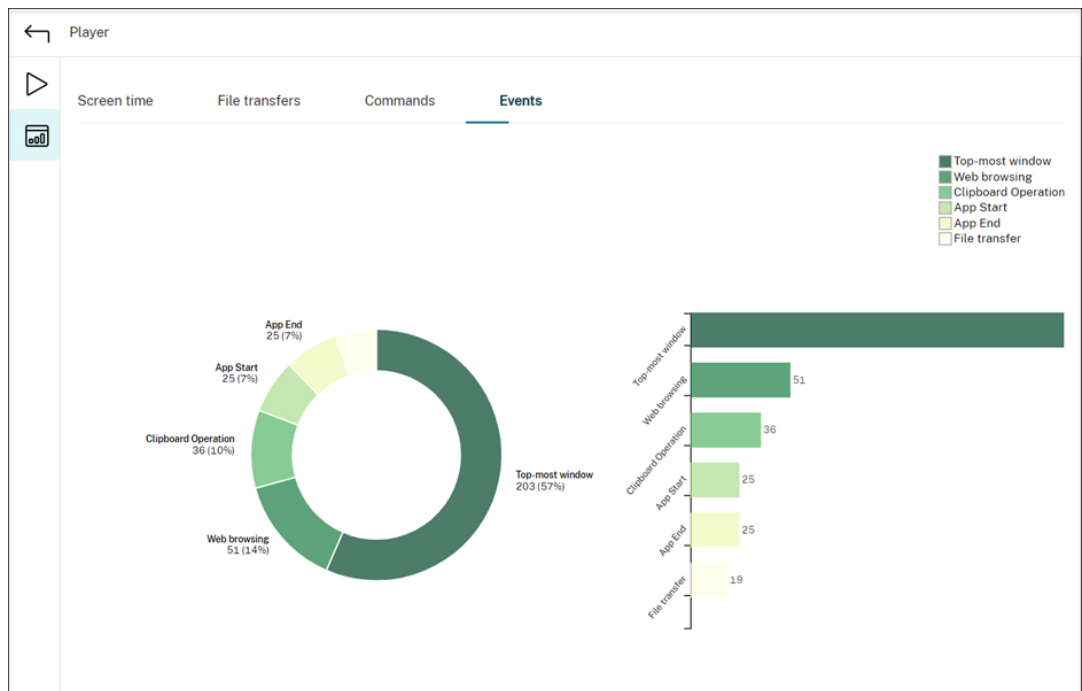 Player
Screen time
File transfers
Commands
Events
Top-most window
Web browsing
Clipboard Operation
App Start
App End
File transfer
App End
25 (7%)
App Start
25 (7%)
Clipboard Operation
36 (10%)
Web browsing
51 (14%)
Top-most window
203 (57%)
Top-most window
Web browsing
51
Clipboard Operation
36
App Start
25
App End
25
File transfer
19